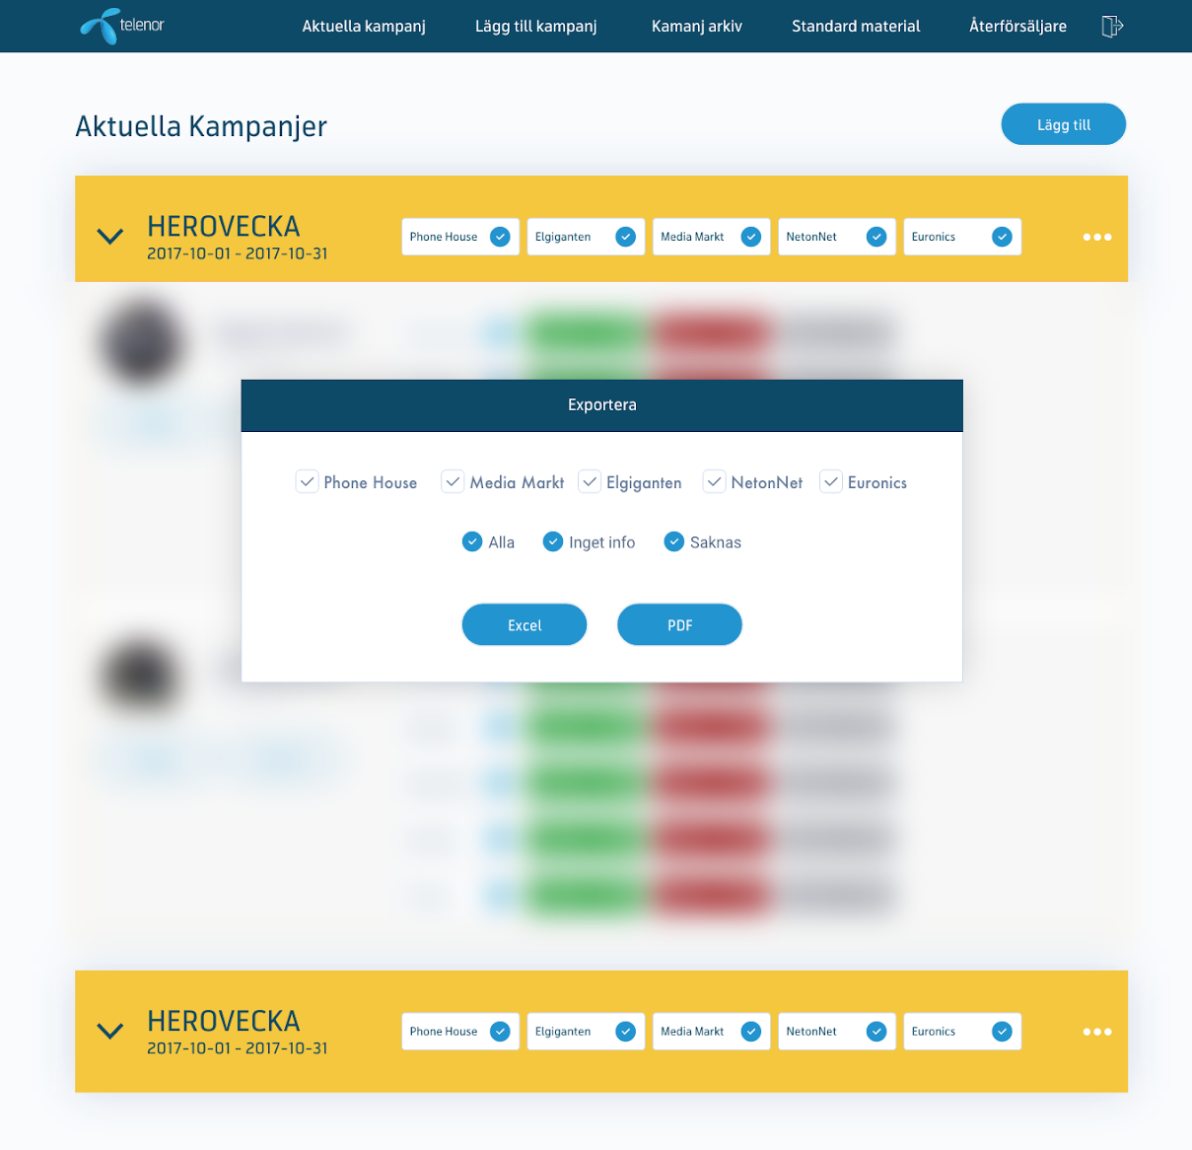 telenor
Aktuella kampanj
Lägg till kampanj
Kamanj arkiv
Standard material
Återförsäljare
Aktuella Kampanjer
Lägg till
HEROVECKA
2017-10-01 - 2017-10-31
Phone House
Elgiganten
Media Markt
NetonNet
Euronics
Exportera
Phone House
Media Markt
Elgiganten
NetonNet
Euronics
Alla
Inget info
Saknas
Excel
PDF
HEROVECKA
2017-10-01 - 2017-10-31
Phone House
Elgiganten
Media Markt
NetonNet
Euronics